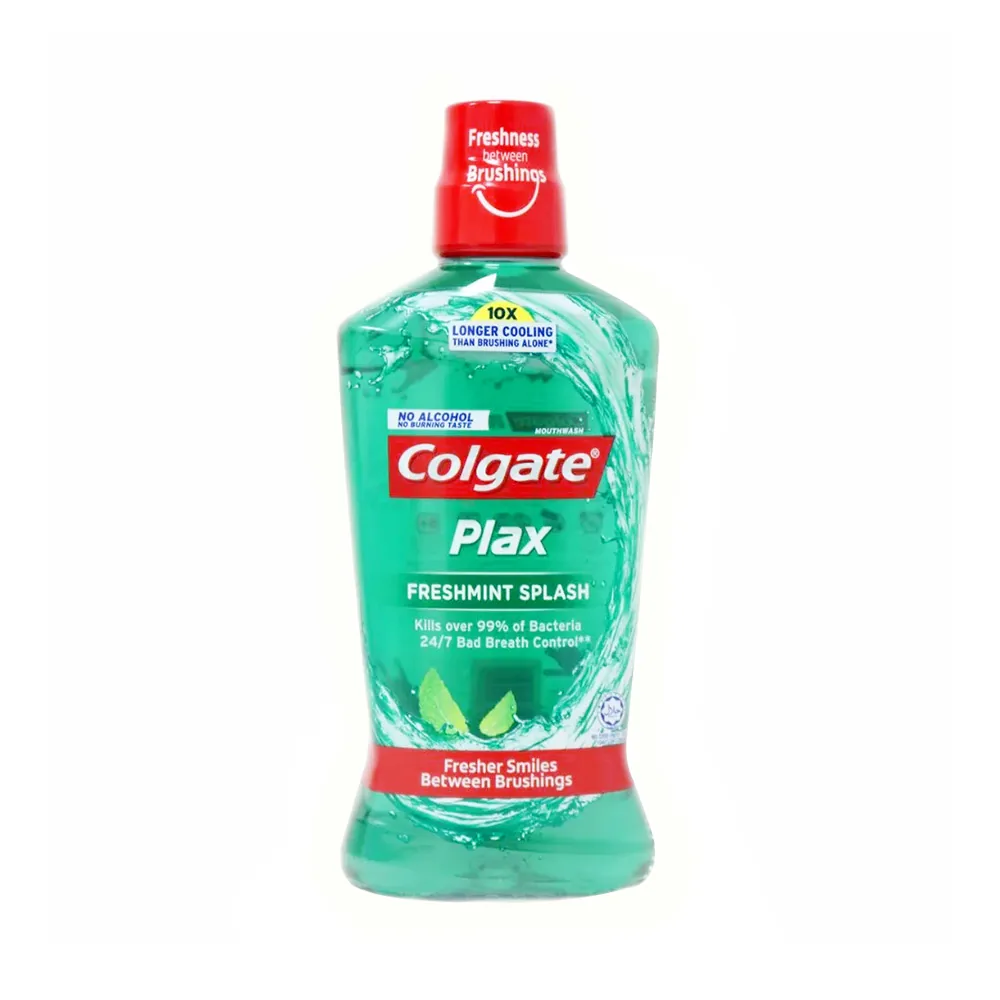 Freshness
between
Brushings
10X
LONGER COOLING
THAN BRUSHING ALONE*
NO ALCOHOL
NO BURNING TASTE
MOUTHWASH
Colgate®
Plax
FRESHMINT SPLASH
Kills over 99% of Bacteria
24/7 Bad Breath Control**
Fresher Smiles
Between Brushings